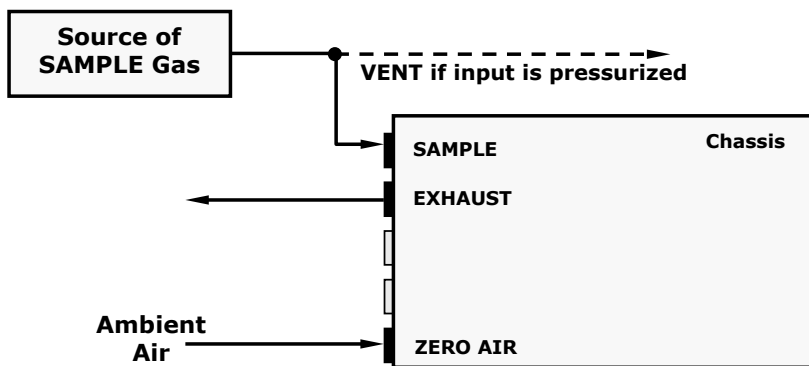 Source of
SAMPLE Gas
VENT if input is pressurized
SAMPLE
Chassis
EXHAUST
Ambient
Air
ZERO AIR